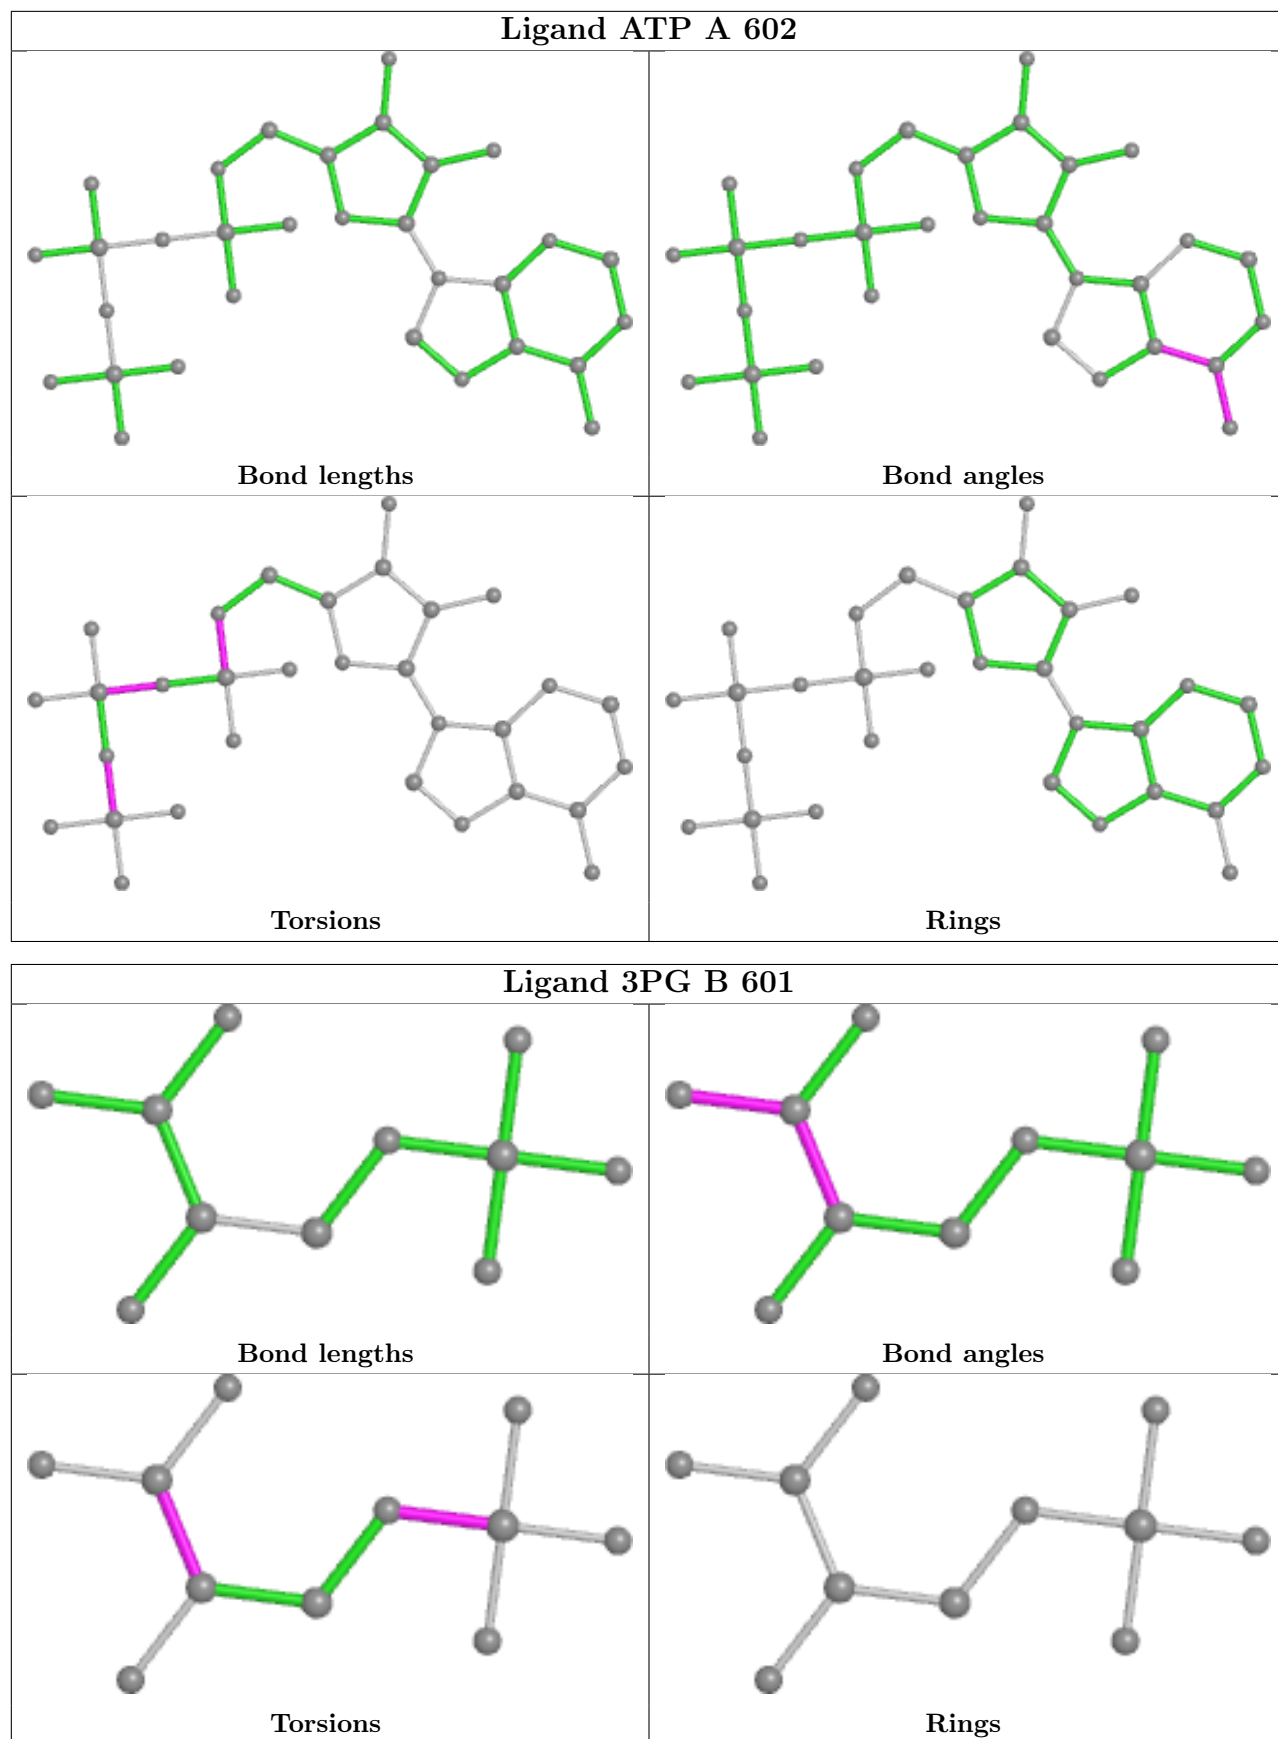 Ligand ATP A 602
Bond lengths
Bond angles
Torsions
Rings
Ligand 3PG B 601
Bond lengths
Bond angles
Torsions
Rings